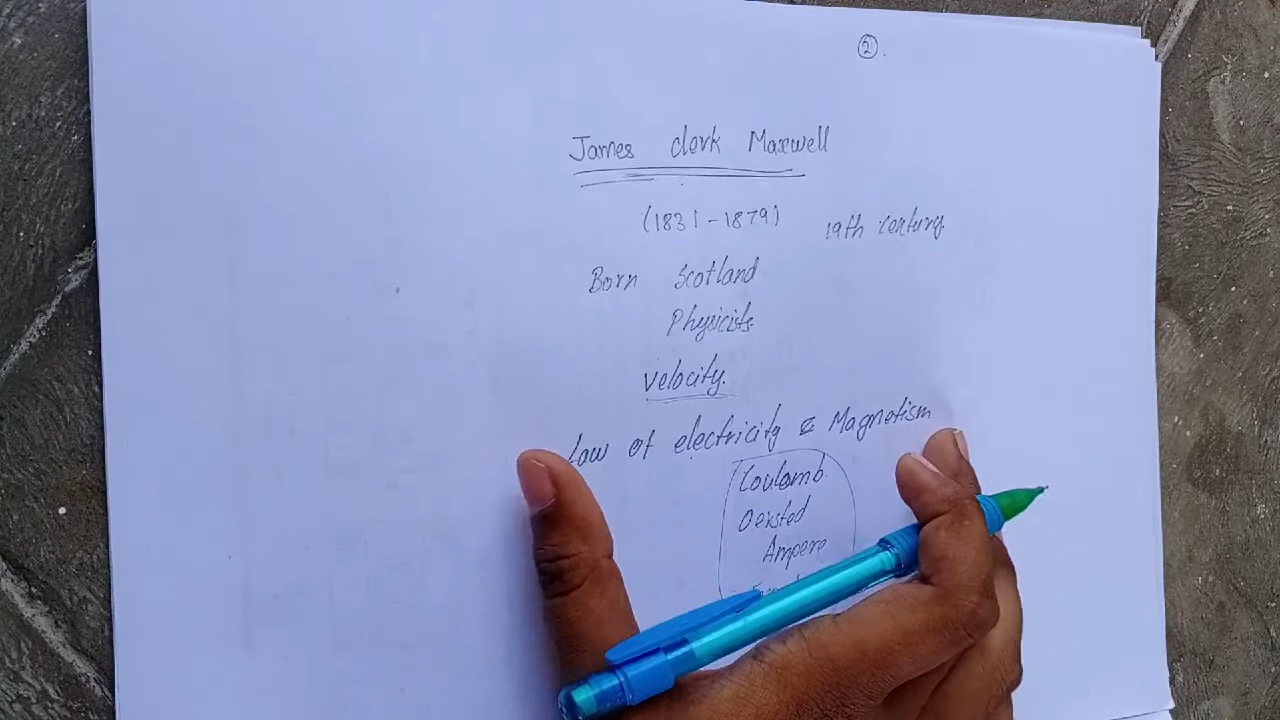 2.
James clerk Maxwell
(1831-1879) 19th century.
Born Scotland
Physicists.
velocity.
Law of electricity & Magnetism
Coulomb.
Oersted
Ampere